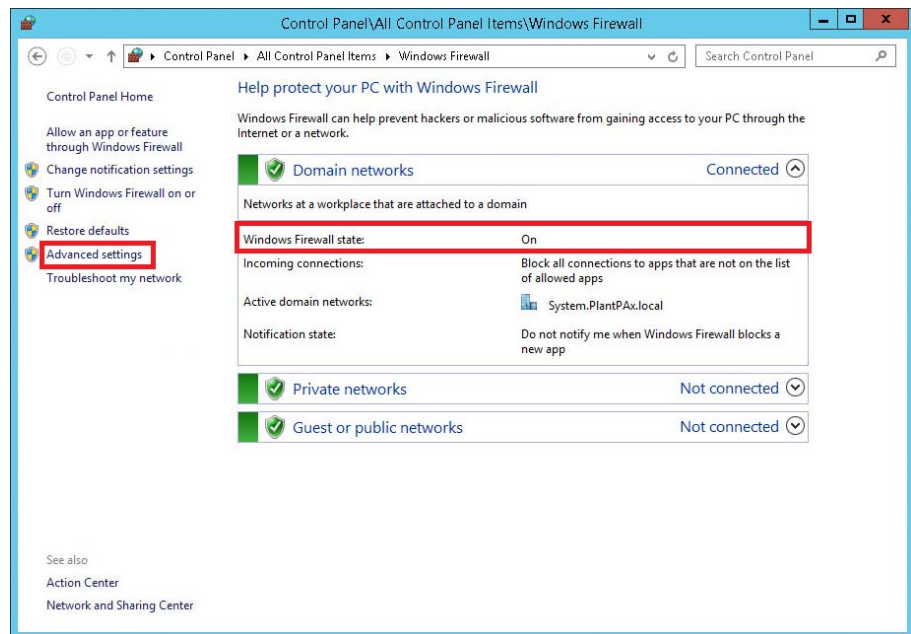 Control Panel\All Control Panel Items\Windows Firewall
Control Panel All Control Panel Items Windows Firewall
Search Control Panel
Control Panel Home
Allow an app or feature
through Windows Firewall
Change notification settings
Turn Windows Firewall on or
off
Restore defaults
Advanced settings
Troubleshoot my network
See also
Action Center
Network and Sharing Center
Help protect your PC with Windows Firewall
Windows Firewall can help prevent hackers or malicious software from gaining access to your PC through the
Internet or a network.
Domain networks Connected
Networks at a workplace that are attached to a domain
Windows Firewall state: On
Incoming connections: Block all connections to apps that are not on the list
of allowed apps
Active domain networks: System.PlantPAx.local
Notification state: Do not notify me when Windows Firewall blocks a
new app
Private networks Not connected
Guest or public networks Not connected